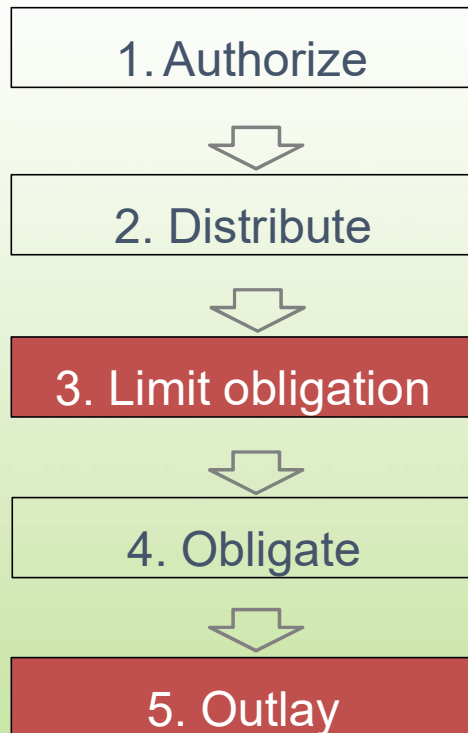 1. Authorize
2. Distribute
3. Limit obligation
4. Obligate
5. Outlay